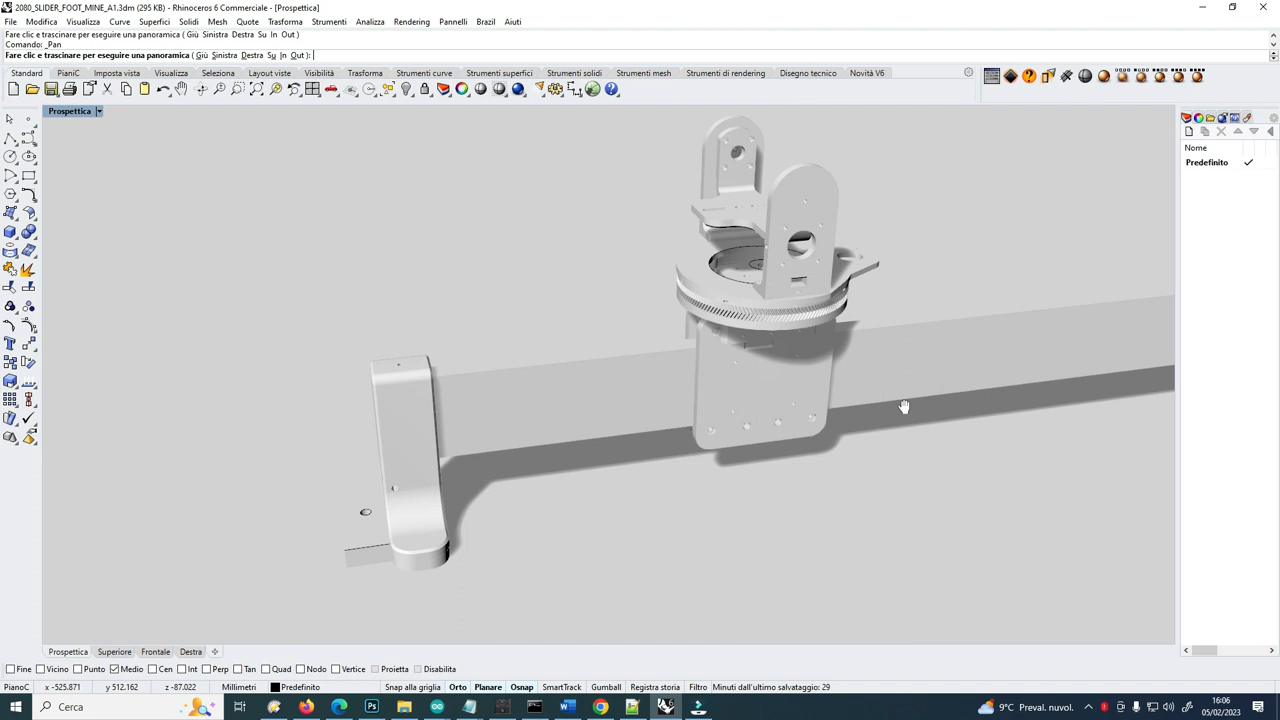 2080_SLIDER_FOOT_MINE_A1.3dm (295 KB) - Rhinoceros 6 Commerciale - [Prospettica]
File Modifica Visualizza Curve Superfici Solidi Mesh Quote Trasforma Strumenti Analizza Rendering Pannelli Brazil Aiuti
Fare clic e trascinare per eseguire una panoramica ( Giù Sinistra Destra Su In Out )
Comando: _Pan
Fare clic e trascinare per eseguire una panoramica ( Giù Sinistra Destra Su In Out ):
Standard PianiC Imposta vista Visualizza Selezione Layout viste Visibilità Trasforma Strumenti curve Strumenti superfici Strumenti solidi Strumenti mesh Strumenti di rendering Disegno tecnico Novità V6
Prospettica
Nome
Predefinito
Prospettica Superiore Frontale Destra
Fine Vicino Punto Medio Cen Int Perp Tan Quad Nodo Vertice Proietta Disabilita
PianoC x -525.871 y 512.162 z -87.022 Millimetri Predefinito Snap alla griglia Orto Planare Osnap SmartTrack Gumball Registra storia Filtro Minuti dall'ultimo salvataggio: 29
Cerca
9°C Preval. nuvol.
16:06
05/02/2023